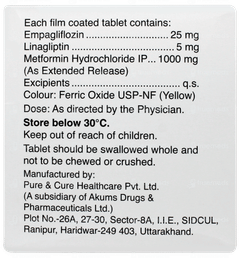 Each film coated tablet contains:
Empagliflozin............................25 mg
Linagliptin..................................5 mg
Metformin Hydrochloride IP... 1000 mg
(As Extended Release)
Excipients.....................................q.s.
Colour: Ferric Oxide USP-NF (Yellow)
Dose: As directed by the Physician.
Store below 30°C.
Keep out of reach of children.
Tablet should be swallowed whole and
not to be chewed or crushed.
Manufactured by:
Pure & Cure Healthcare Pvt. Ltd.
(A subsidiary of Akums Drugs &
Pharmaceuticals Ltd.)
Plot No.-26A, 27-30, Sector-8A, I.I.E., SIDCUL,
Ranipur, Haridwar-249 403, Uttarakhand.